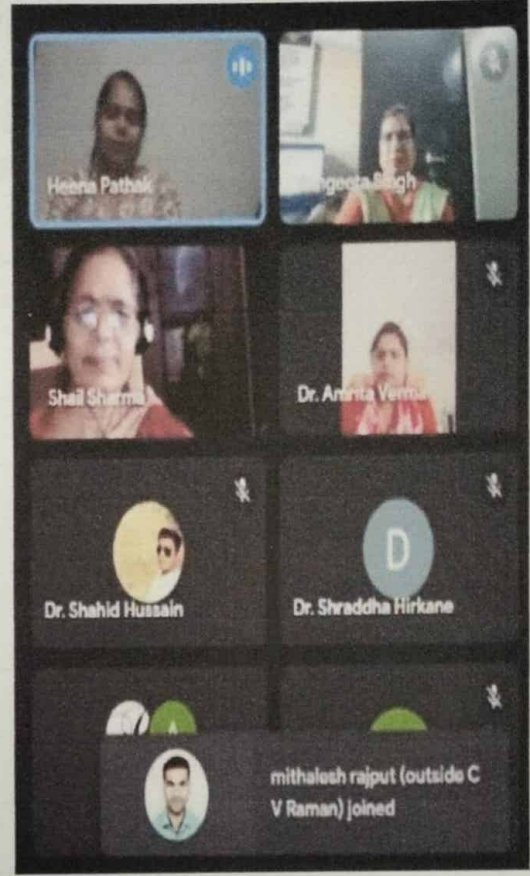 Heena Pathak
ngeeta Singh
Shail Sharma
Dr. Amrita Verma
Dr. Shahid Hussain
D
Dr. Shraddha Hirkane
A
mithalesh rajput (outside C
V Raman) joined